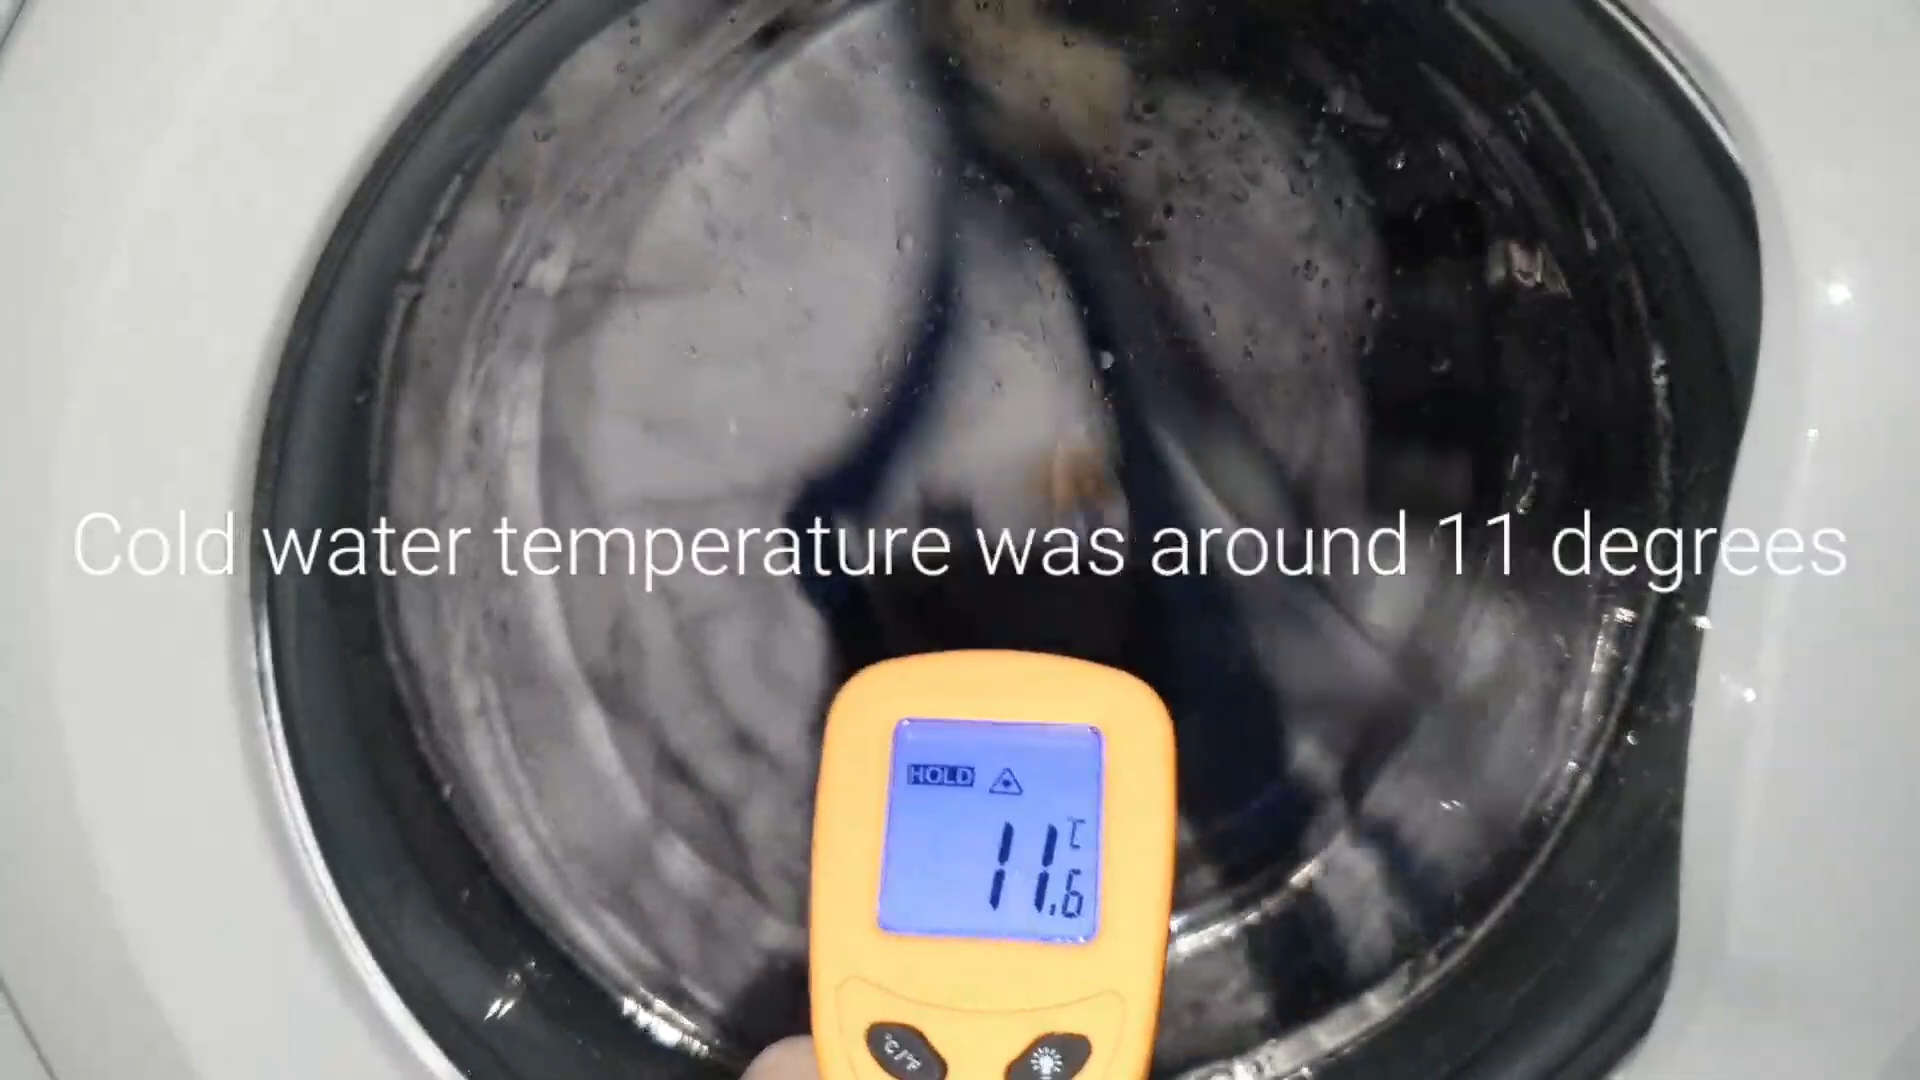 Cold water temperature was around 11 degrees
HOLD
℃
11.6
℃/℉